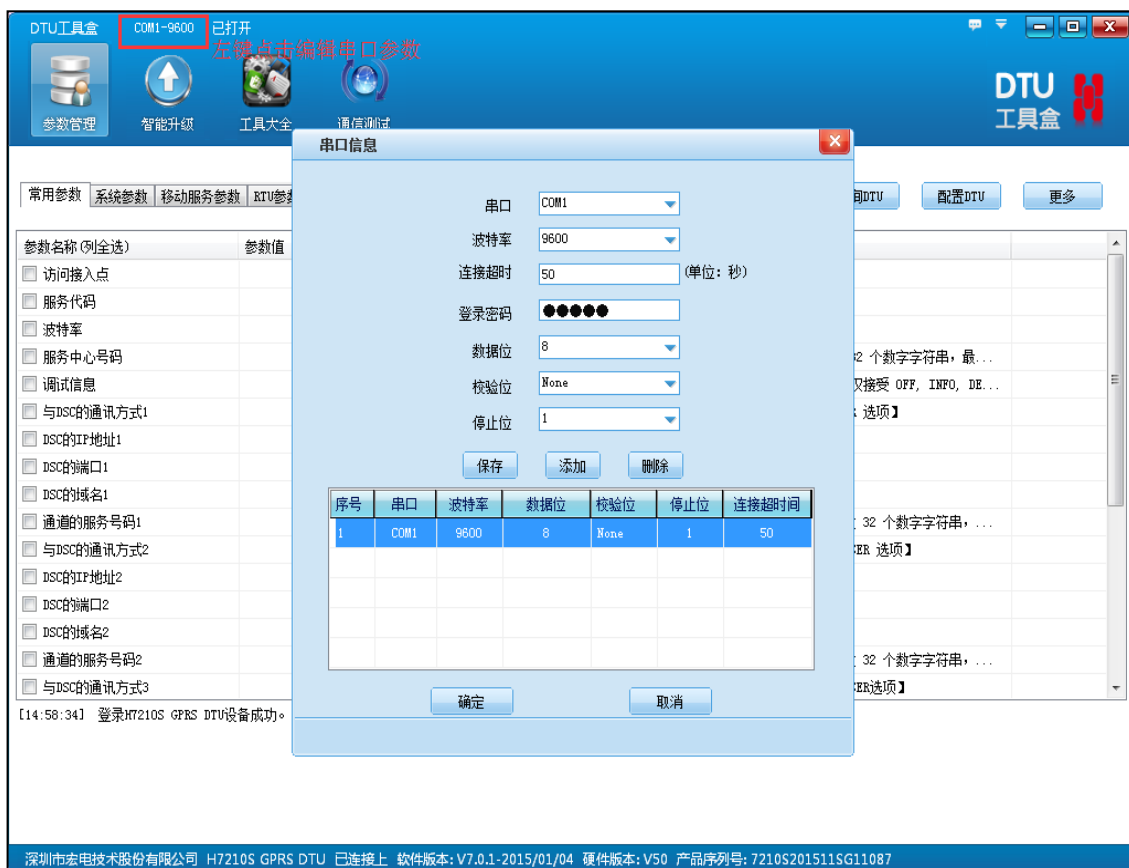 DTU工具盒 COM1-9600 已打开
左键点击编辑串口参数
参数管理 智能升级 工具大全 通信测试
DTU
工具盒
串口信息
常用参数 系统参数 移动服务参数 RTU参 DTU 配置DTU 更多
串口 COM1
参数名称(列全选) 参数值
波特率 9600
访问接入点
连接超时 50 (单位: 秒)
服务代码
登录密码 ●●●●●
波特率
服务中心号码
数据位 8
2 个数字字符串, 最...
调试信息
校验位 None
仅接受 OFF, INFO, DE...
与DSC的通讯方式1
停止位 1
选项】
DSC的IP地址1
DSC的端口1
保存 添加 删除
DSC的域名1
序号 串口 波特率 数据位 校验位 停止位 连接超时间
通道的服务号码1
32 个数字字符串, ...
1 COM1 9600 8 None 1 50
与DSC的通讯方式2
ER 选项】
DSC的IP地址2
DSC的端口2
DSC的域名2
通道的服务号码2
32 个数字字符串, ...
与DSC的通讯方式3
ER选项】
确定 取消
[14:58:34] 登录H7210S GPRS DTU设备成功。
深圳市宏电技术股份有限公司 H7210S GPRS DTU 已连接上 软件版本: V7.0.1-2015/01/04 硬件版本: V50 产品序列号: 7210S201511SG11087